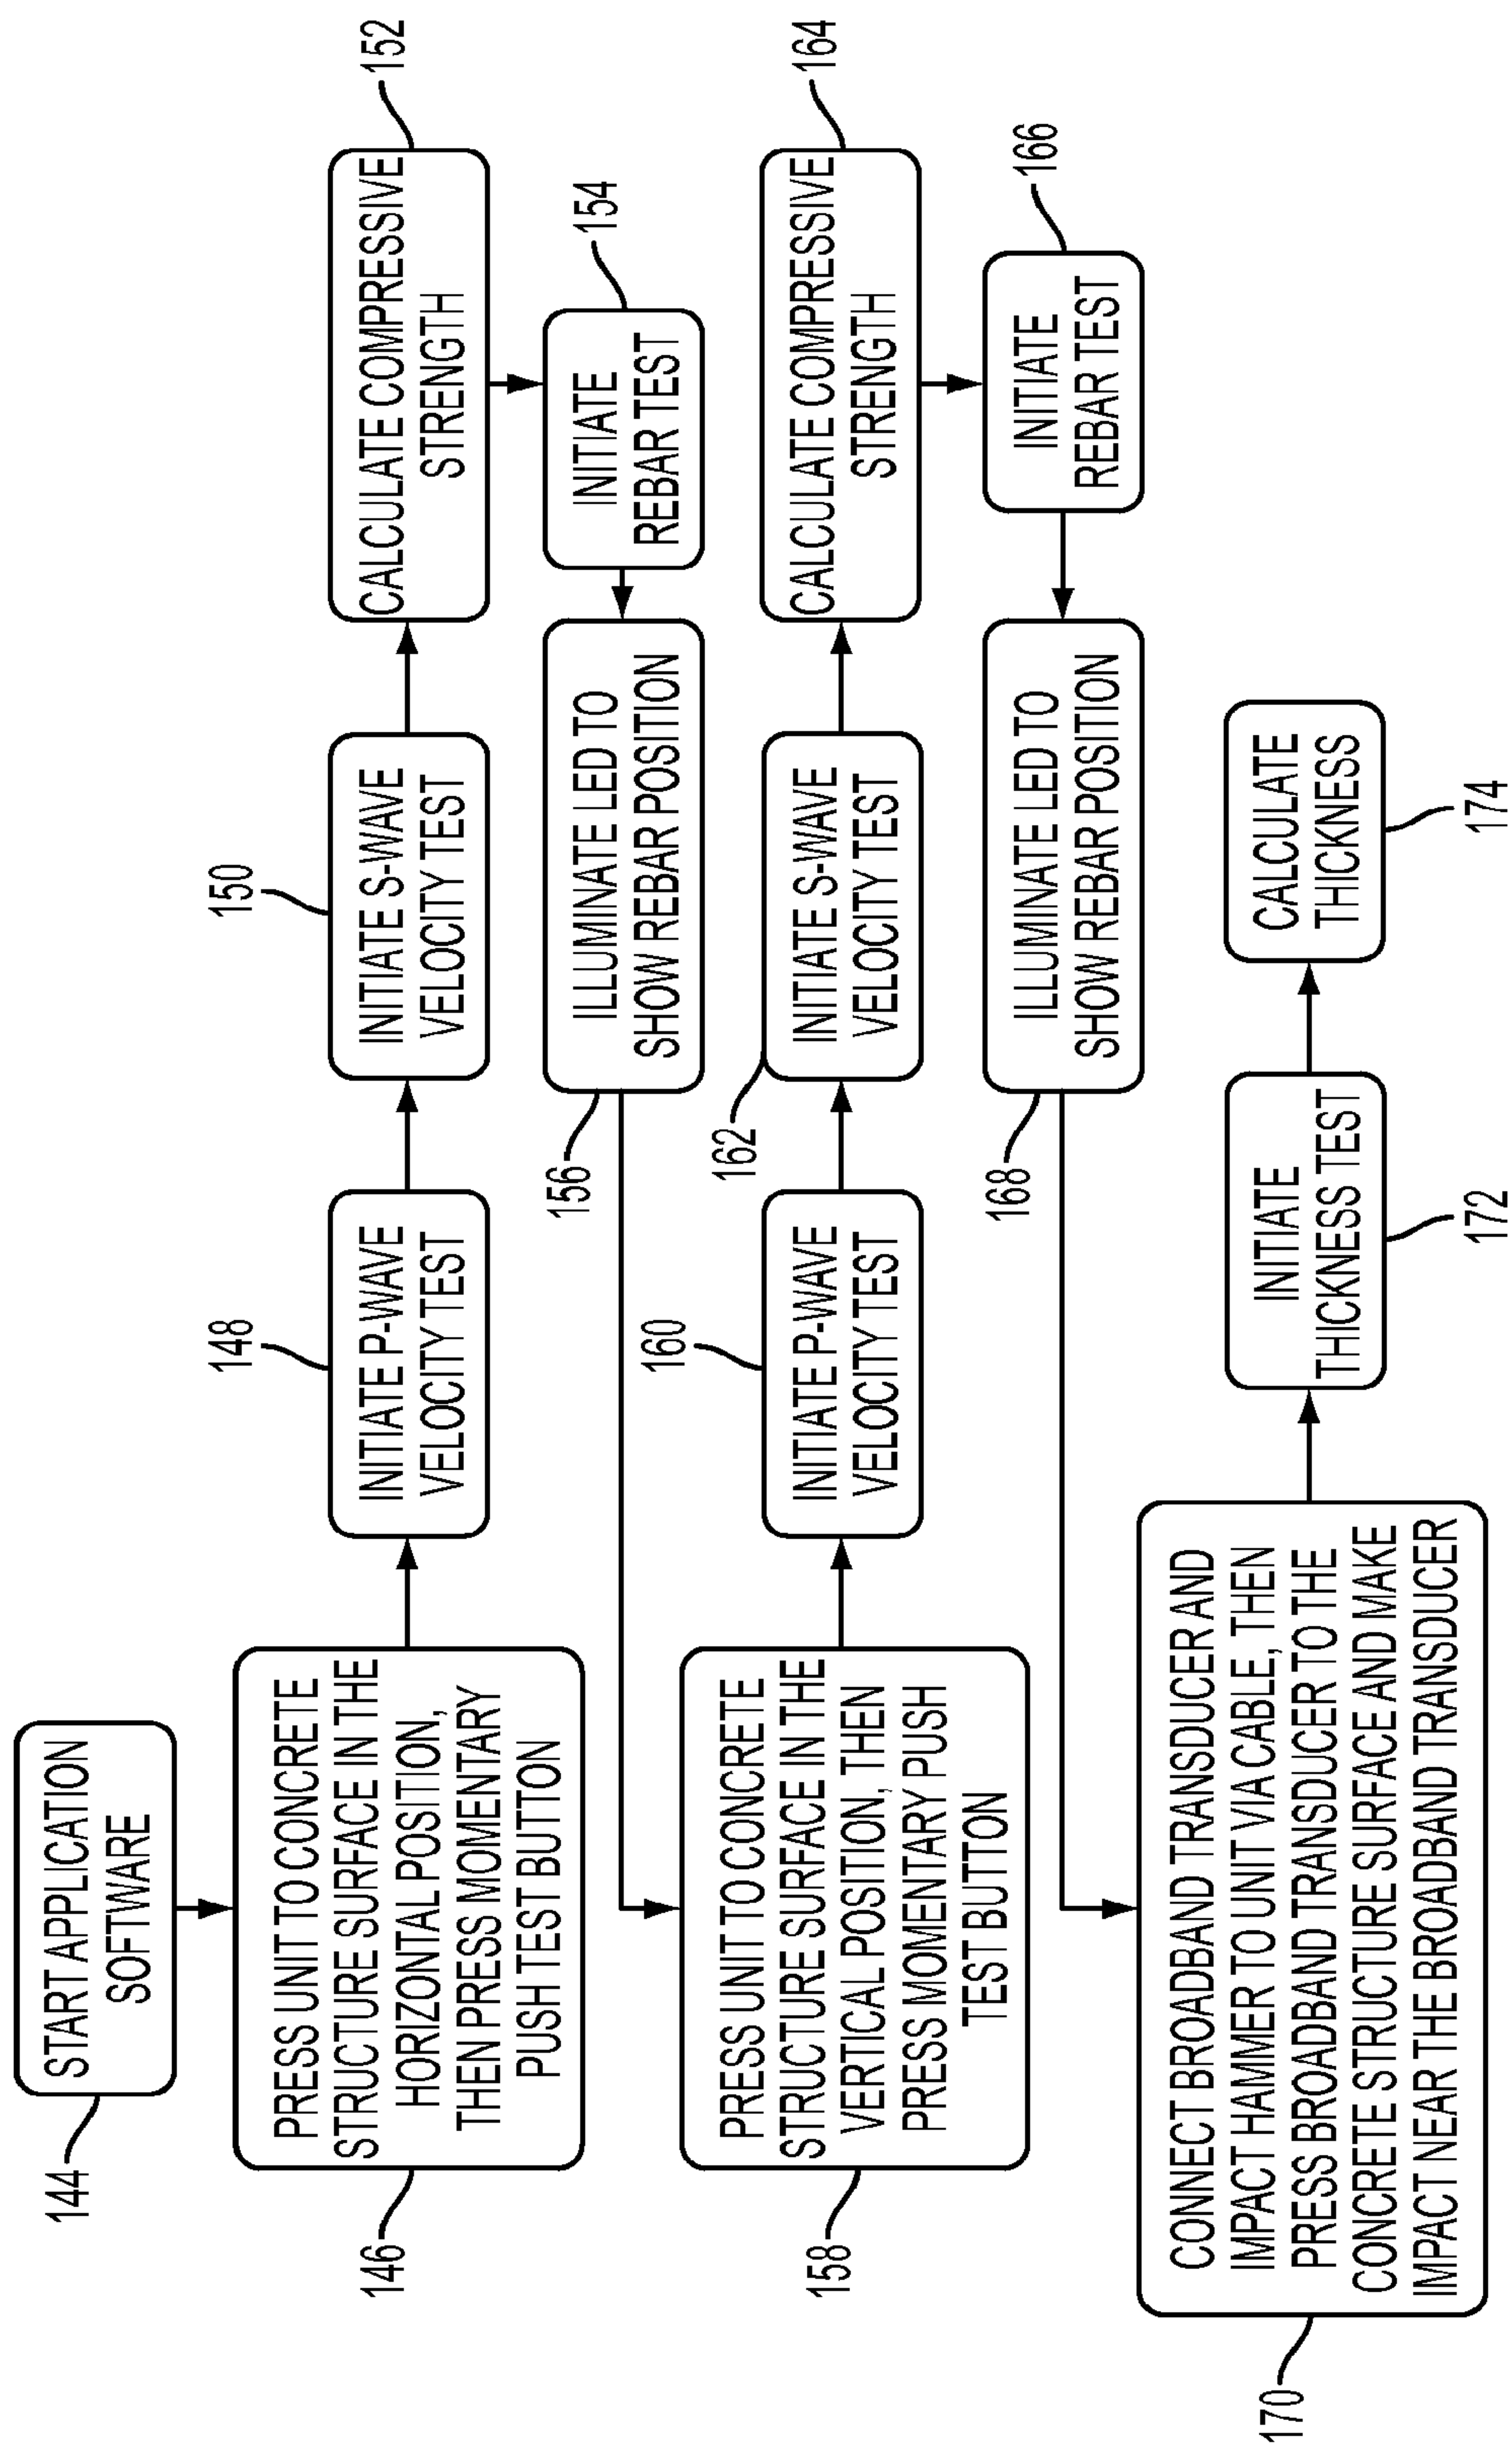 144
START APPLICATION
SOFTWARE
146
PRESS UNIT TO CONCRETE
STRUCTURE SURFACE IN THE
HORIZONTAL POSITION,
THEN PRESS MOMENTARY
PUSH TEST BUTTON
148
INITIATE P-WAVE
VELOCITY TEST
150
INITIATE S-WAVE
VELOCITY TEST
152
CALCULATE COMPRESSIVE
STRENGTH
154
INITIATE
REBAR TEST
156
ILLUMINATE LED TO
SHOW REBAR POSITION
158
PRESS UNIT TO CONCRETE
STRUCTURE SURFACE IN THE
VERTICAL POSITION, THEN
PRESS MOMENTARY PUSH
TEST BUTTON
160
INITIATE P-WAVE
VELOCITY TEST
162
INITIATE S-WAVE
VELOCITY TEST
164
CALCULATE COMPRESSIVE
STRENGTH
166
INITIATE
REBAR TEST
168
ILLUMINATE LED TO
SHOW REBAR POSITION
170
CONNECT BROADBAND TRANSDUCER AND
IMPACT HAMMER TO UNIT VIA CABLE, THEN
PRESS BROADBAND TRANSDUCER TO THE
CONCRETE STRUCTURE SURFACE AND MAKE
IMPACT NEAR THE BROADBAND TRANSDUCER
172
INITIATE
THICKNESS TEST
174
CALCULATE
THICKNESS